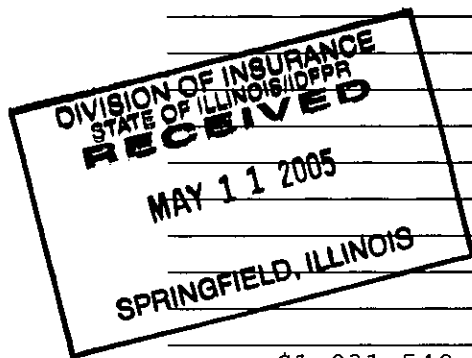 DIVISION OF INSURANCE
STATE OF ILLINOIS/IDFPR
RECEIVED
MAY 11 2005
SPRINGFIELD, ILLINOIS